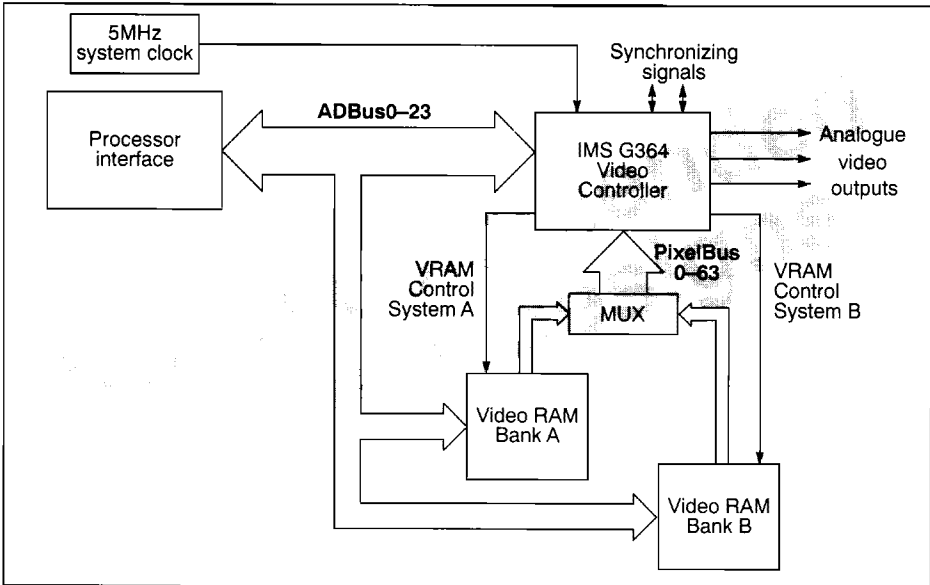 5MHz
system clock
Synchronizing
signals
ADBus0–23
Processor
interface
IMS G364
Video
Controller
Analogue
video
outputs
PixelBus
0–63
VRAM
Control
System A
VRAM
Control
System B
MUX
Video RAM
Bank A
Video RAM
Bank B